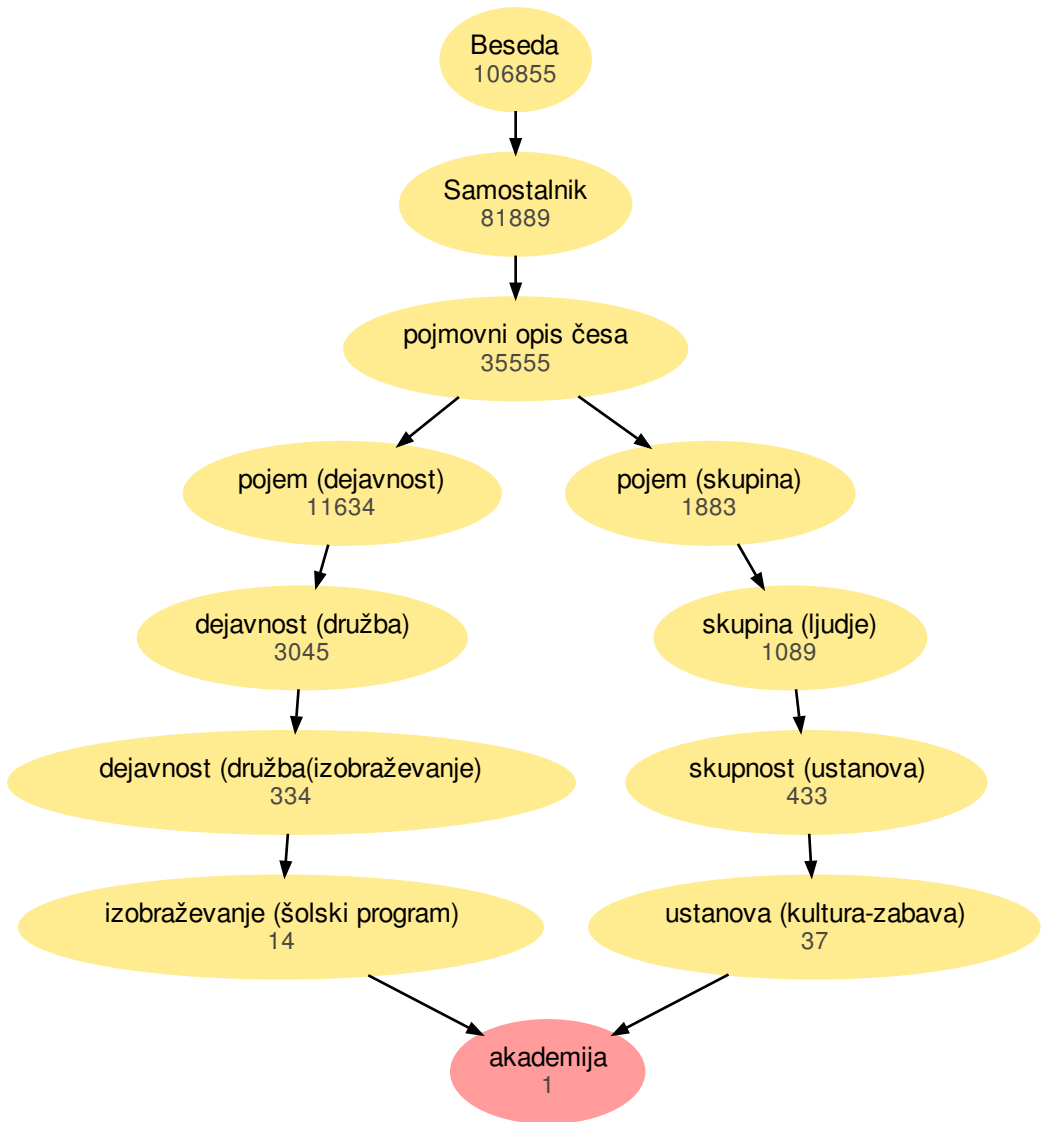 Beseda
106855
Samostalnik
81889
pojmovni opis česa
35555
pojem (dejavnost)
11634
pojem (skupina)
1883
dejavnost (družba)
3045
skupina (ljudje)
1089
dejavnost (družba(izobraževanje)
334
skupnost (ustanova)
433
izobraževanje (šolski program)
14
ustanova (kultura-zabava)
37
akademija
1